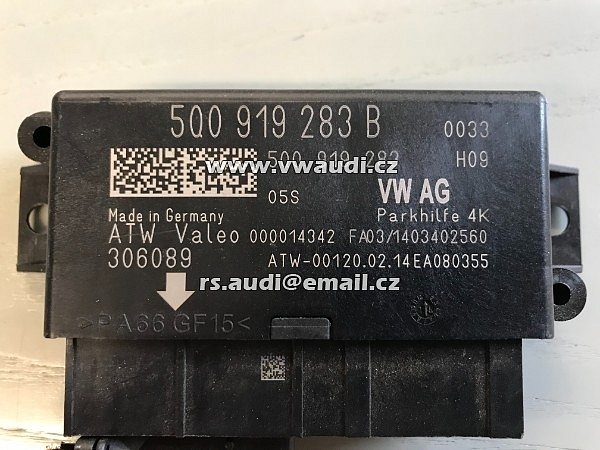 5Q0 919 283 B 0033
www.vwaudi.cz
5Q0 919 283 H09
05S VW AG
Made in Germany Parkhilfe 4K
ATW Valeo 000014342 FA03/1403402560
306089 ATW-00120.02.14EA080355
rs.audi@email.cz
>PA66 GF15<